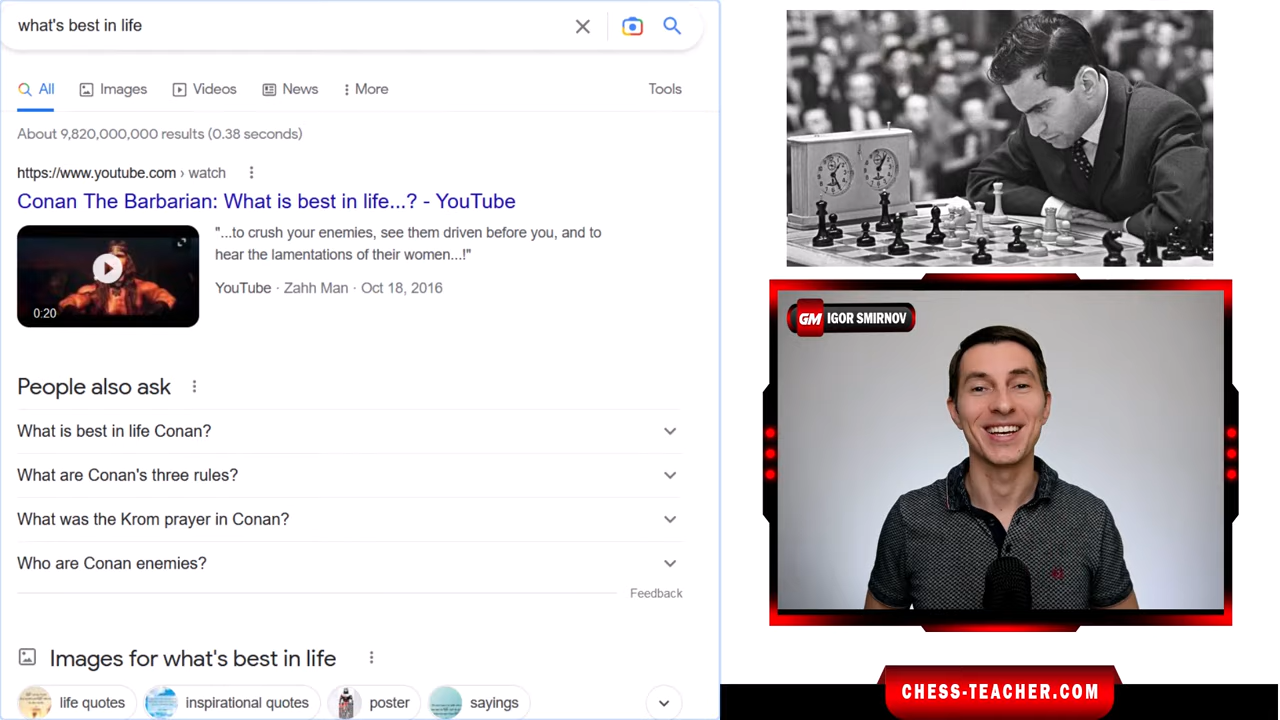 what's best in life
All
Images
Videos
News
More
Tools
About 9,820,000,000 results (0.38 seconds)
https://www.youtube.com › watch
Conan The Barbarian: What is best in life...? - YouTube
"...to crush your enemies, see them driven before you, and to
hear the lamentations of their women...!"
YouTube · Zahh Man · Oct 18, 2016
0:20
People also ask
What is best in life Conan?
What are Conan's three rules?
What was the Krom prayer in Conan?
Who are Conan enemies?
Feedback
Images for what's best in life
life quotes
inspirational quotes
poster
sayings
GM IGOR SMIRNOV
CHESS-TEACHER.COM